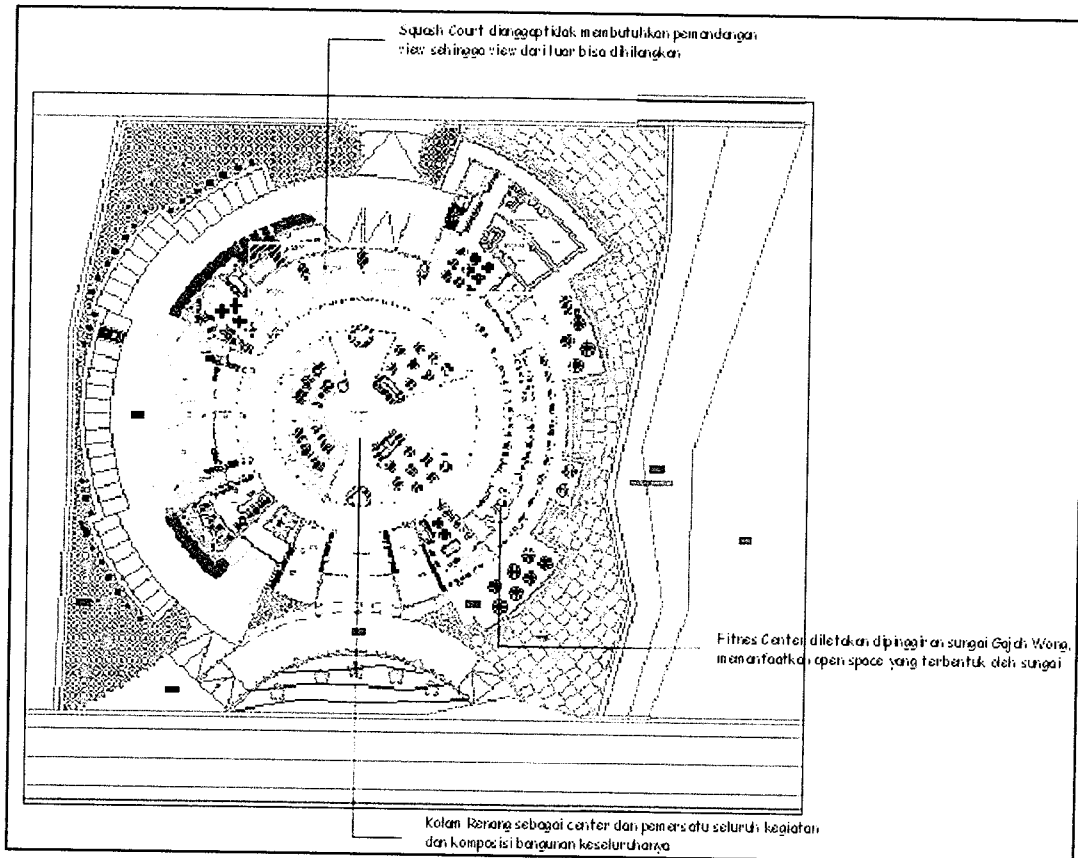 Squash Court dianggap tidak membutuhkan pemandangan
view sehingga view dari luar bisa dihilangkan
Fitnes Center diletakan dipinggiran sungai Gajah Wong,
memanfaatkan open space yang terbentuk oleh sungai
Kolam Renang sebagai center dan pemersatu seluruh kegiatan
dan komposisi bangunan keseluruhanya